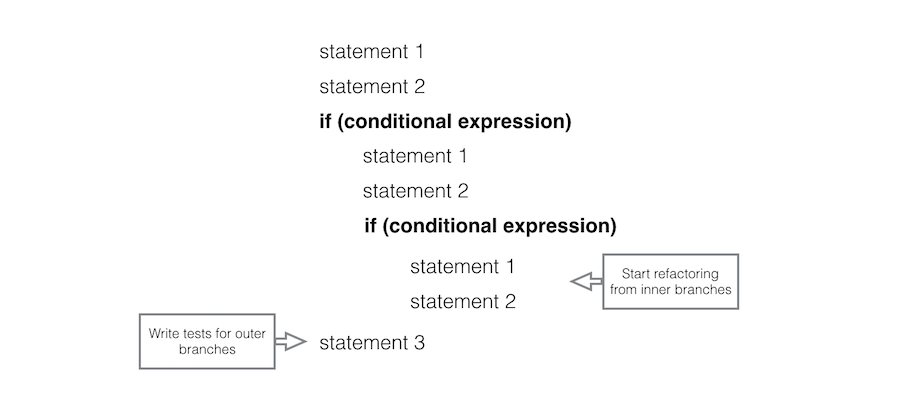 statement 1
statement 2
if (conditional expression)
statement 1
statement 2
if (conditional expression)
statement 1
Start refactoring
from inner branches
statement 2
Write tests for outer
branches
statement 3